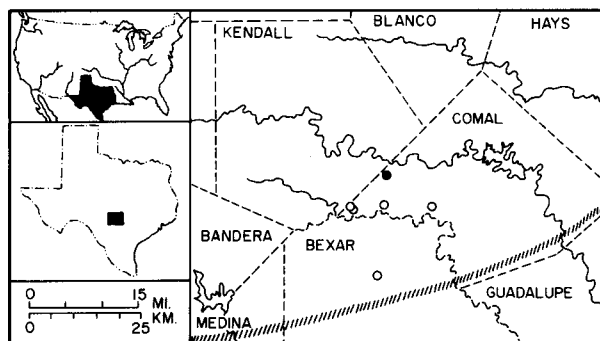 KENDALL
BLANCO
HAYS
COMAL
BANDERA
BEXAR
MEDINA
GUADALUPE
0 15 MI.
0 25 KM.